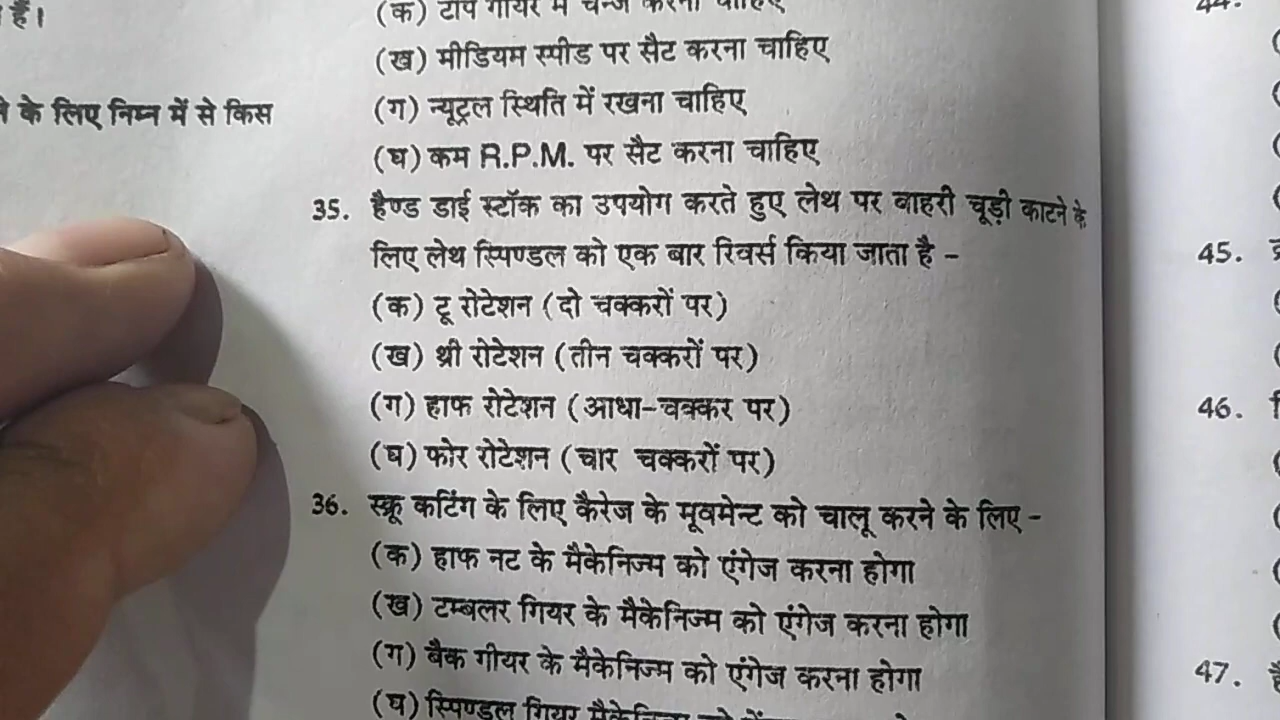 हैं।
के लिए निम्न में से किस
(क) टॉप गीयर में चेन्ज करना चाहिए
(ख) मीडियम स्पीड पर सैट करना चाहिए
(ग) न्यूट्रल स्थिति में रखना चाहिए
(घ) कम R.P.M. पर सैट करना चाहिए
35. हैण्ड डाई स्टॉक का उपयोग करते हुए लेथ पर बाहरी चूड़ी काटने के
लिए लेथ स्पिण्डल को एक बार रिवर्स किया जाता है –
(क) टू रोटेशन (दो चक्करों पर)
(ख) थ्री रोटेशन (तीन चक्करों पर)
(ग) हाफ रोटेशन (आधा-चक्कर पर)
(घ) फोर रोटेशन (चार चक्करों पर)
36. स्क्रू कटिंग के लिए कैरेज के मूवमेन्ट को चालू करने के लिए –
(क) हाफ नट के मैकेनिज्म को एंगेज करना होगा
(ख) टम्बलर गियर के मैकेनिज्म को एंगेज करना होगा
(ग) बैक गीयर के मैकेनिज्म को एंगेज करना होगा
(घ) स्पिण्डल गियर मैकेनिज्म को
44.
45.
46.
47.